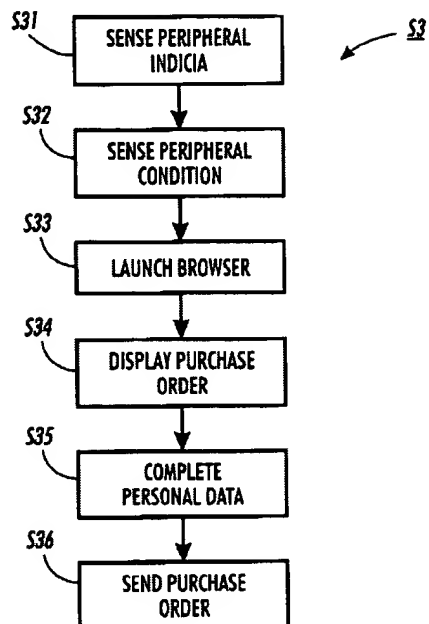 S31
SENSE PERIPHERAL
INDICIA
S3
S32
SENSE PERIPHERAL
CONDITION
S33
LAUNCH BROWSER
S34
DISPLAY PURCHASE
ORDER
S35
COMPLETE
PERSONAL DATA
S36
SEND PURCHASE
ORDER